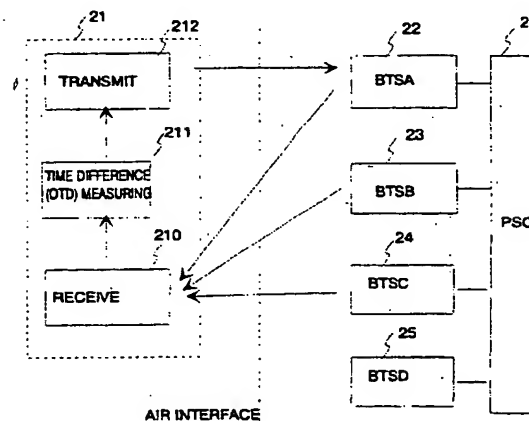 21
212
TRANSMIT
211
TIME DIFFERENCE
(OTD) MEASURING
210
RECEIVE
AIR INTERFACE
22
BTSA
23
BTSB
24
BTSC
25
BTSD
2
PSC